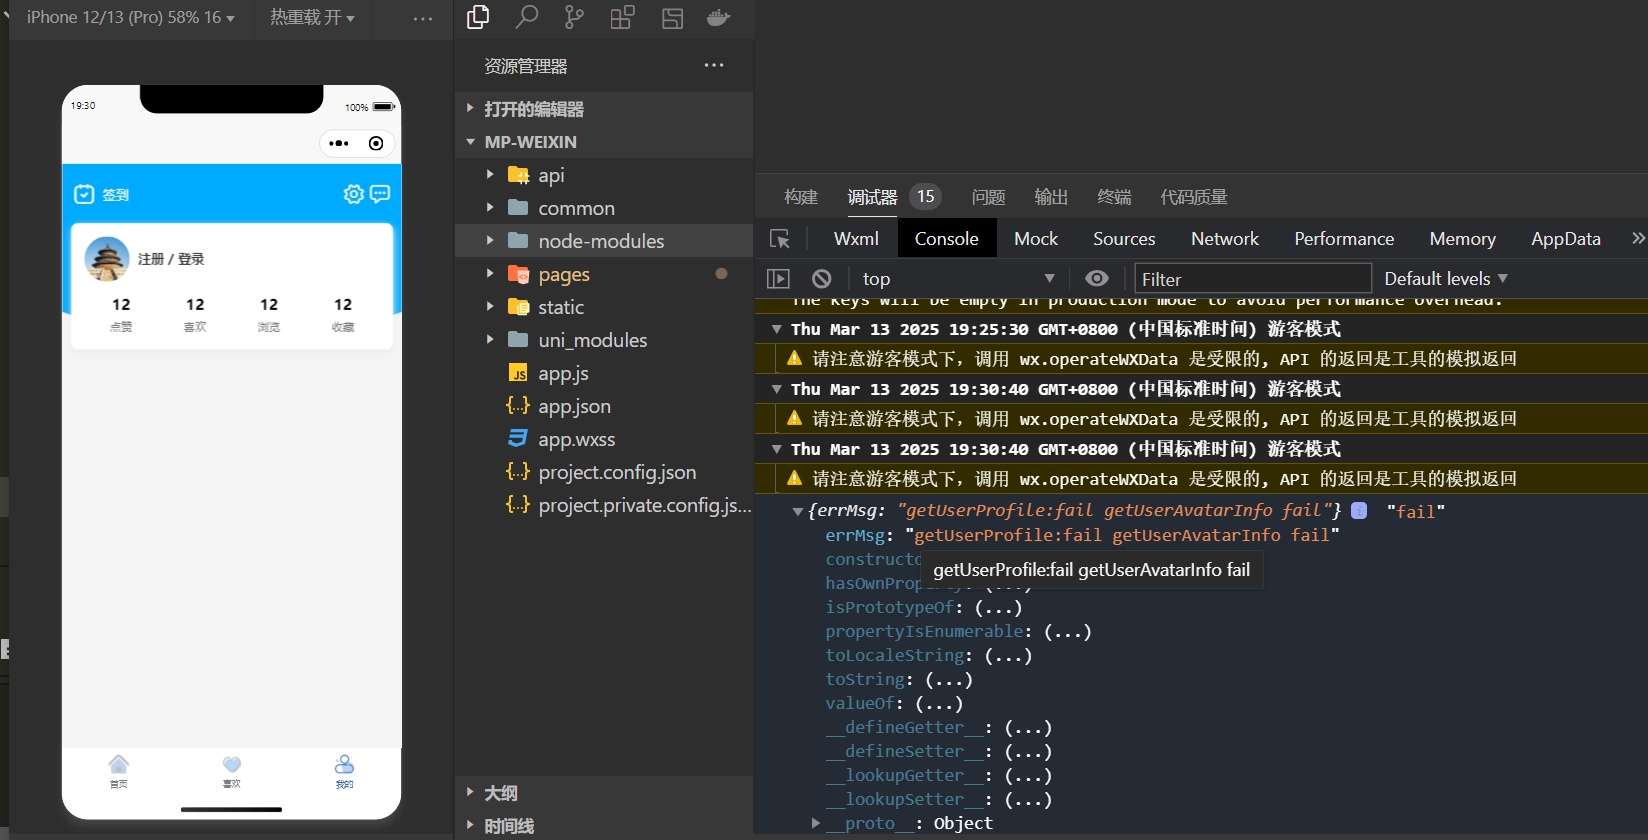 iPhone 12/13 (Pro) 58% 16
热重载 开
19:30
100%
签到
注册 / 登录
12 12 12 12
点赞 喜欢 浏览 收藏
首页 喜欢 我的
资源管理器
打开的编辑器
MP-WEIXIN
api
common
node-modules
pages
static
uni_modules
app.js
app.json
app.wxss
project.config.json
project.private.config.js...
大纲
时间线
构建 调试器 15 问题 输出 终端 代码质量
Wxml Console Mock Sources Network Performance Memory AppData
top Filter Default levels
The keys will be empty in production mode to avoid performance overhead.
Thu Mar 13 2025 19:25:30 GMT+0800 (中国标准时间) 游客模式
请注意游客模式下，调用 wx.operateWXData 是受限的, API 的返回是工具的模拟返回
Thu Mar 13 2025 19:30:40 GMT+0800 (中国标准时间) 游客模式
请注意游客模式下，调用 wx.operateWXData 是受限的, API 的返回是工具的模拟返回
Thu Mar 13 2025 19:30:40 GMT+0800 (中国标准时间) 游客模式
请注意游客模式下，调用 wx.operateWXData 是受限的, API 的返回是工具的模拟返回
{errMsg: "getUserProfile:fail getUserAvatarInfo fail"} "fail"
errMsg: "getUserProfile:fail getUserAvatarInfo fail"
constructo
getUserProfile:fail getUserAvatarInfo fail
hasOwnProperty: (...)
isPrototypeOf: (...)
propertyIsEnumerable: (...)
toLocaleString: (...)
toString: (...)
valueOf: (...)
__defineGetter__: (...)
__defineSetter__: (...)
__lookupGetter__: (...)
__lookupSetter__: (...)
__proto__: Object